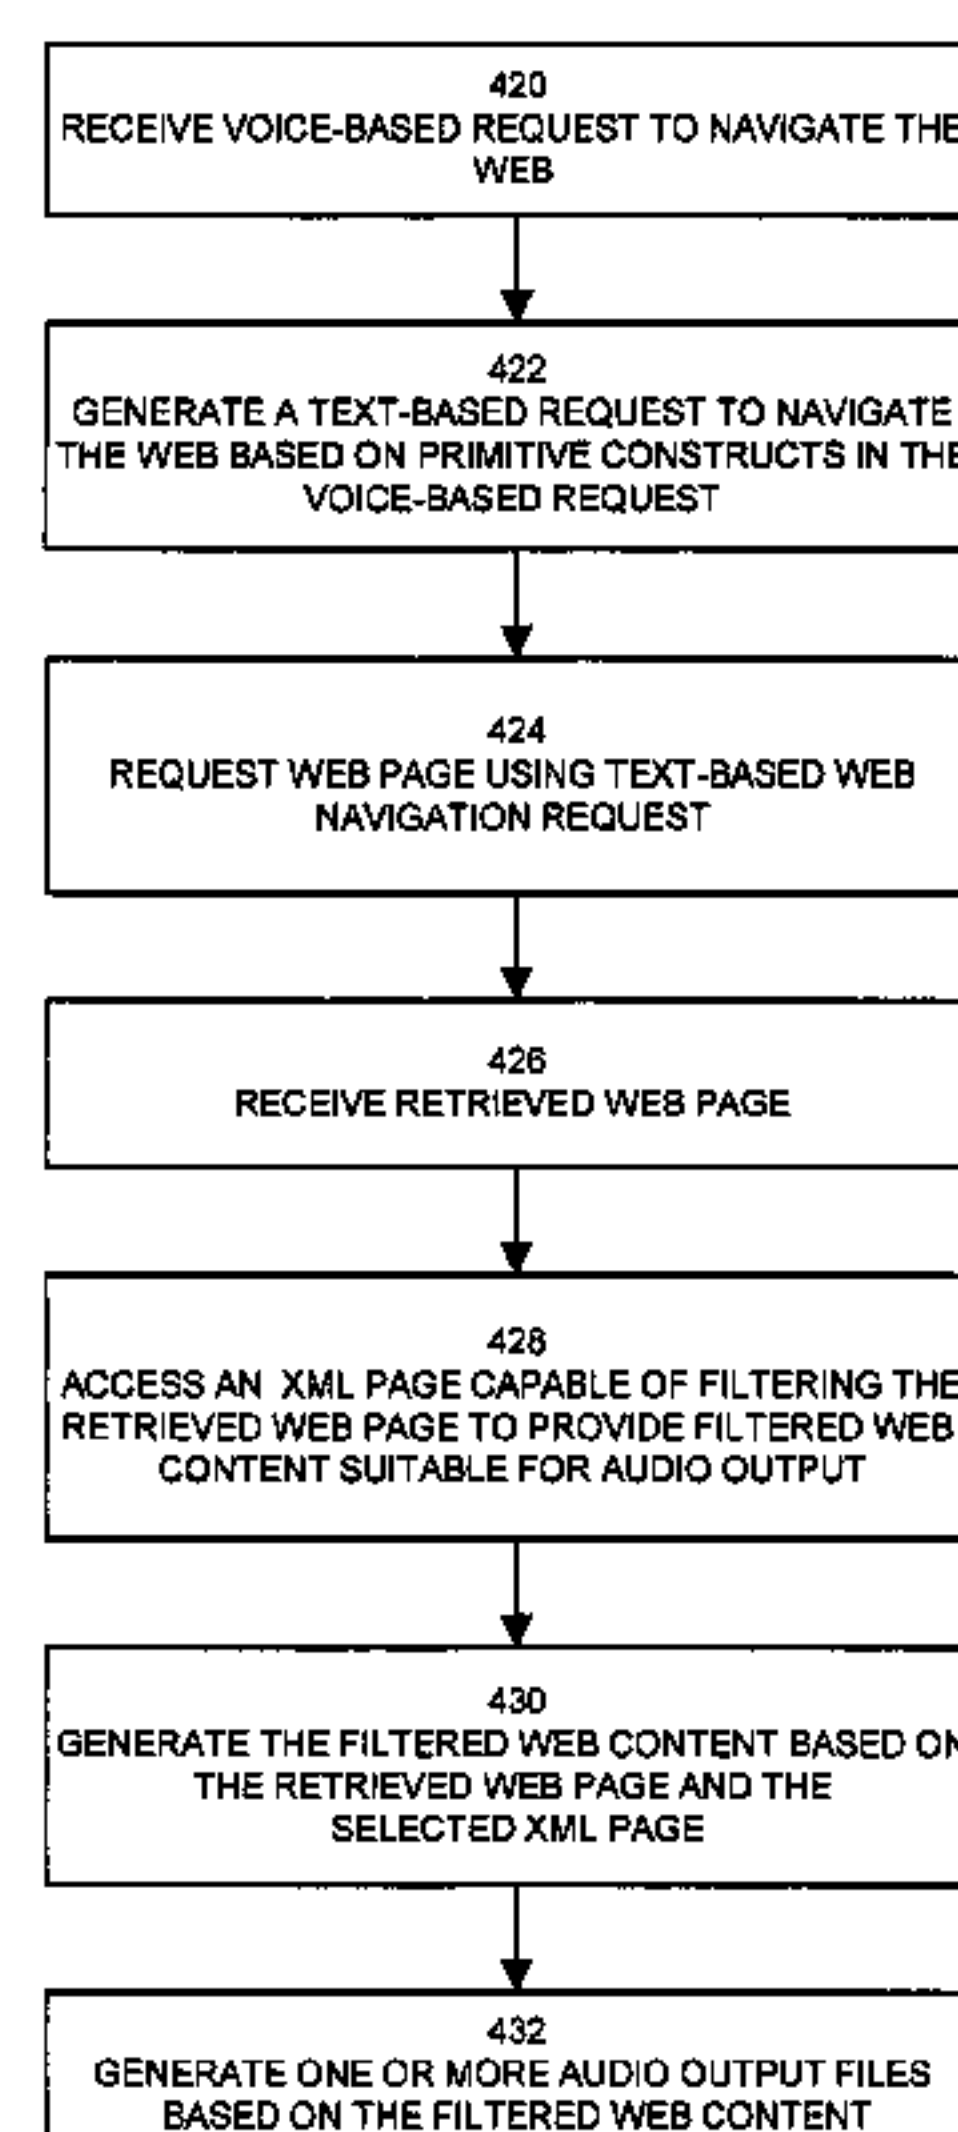 420
RECEIVE VOICE-BASED REQUEST TO NAVIGATE THE
WEB
422
GENERATE A TEXT-BASED REQUEST TO NAVIGATE
THE WEB BASED ON PRIMITIVE CONSTRUCTS IN THE
VOICE-BASED REQUEST
424
REQUEST WEB PAGE USING TEXT-BASED WEB
NAVIGATION REQUEST
426
RECEIVE RETRIEVED WEB PAGE
428
ACCESS AN XML PAGE CAPABLE OF FILTERING THE
RETRIEVED WEB PAGE TO PROVIDE FILTERED WEB
CONTENT SUITABLE FOR AUDIO OUTPUT
430
GENERATE THE FILTERED WEB CONTENT BASED ON
THE RETRIEVED WEB PAGE AND THE
SELECTED XML PAGE
432
GENERATE ONE OR MORE AUDIO OUTPUT FILES
BASED ON THE FILTERED WEB CONTENT